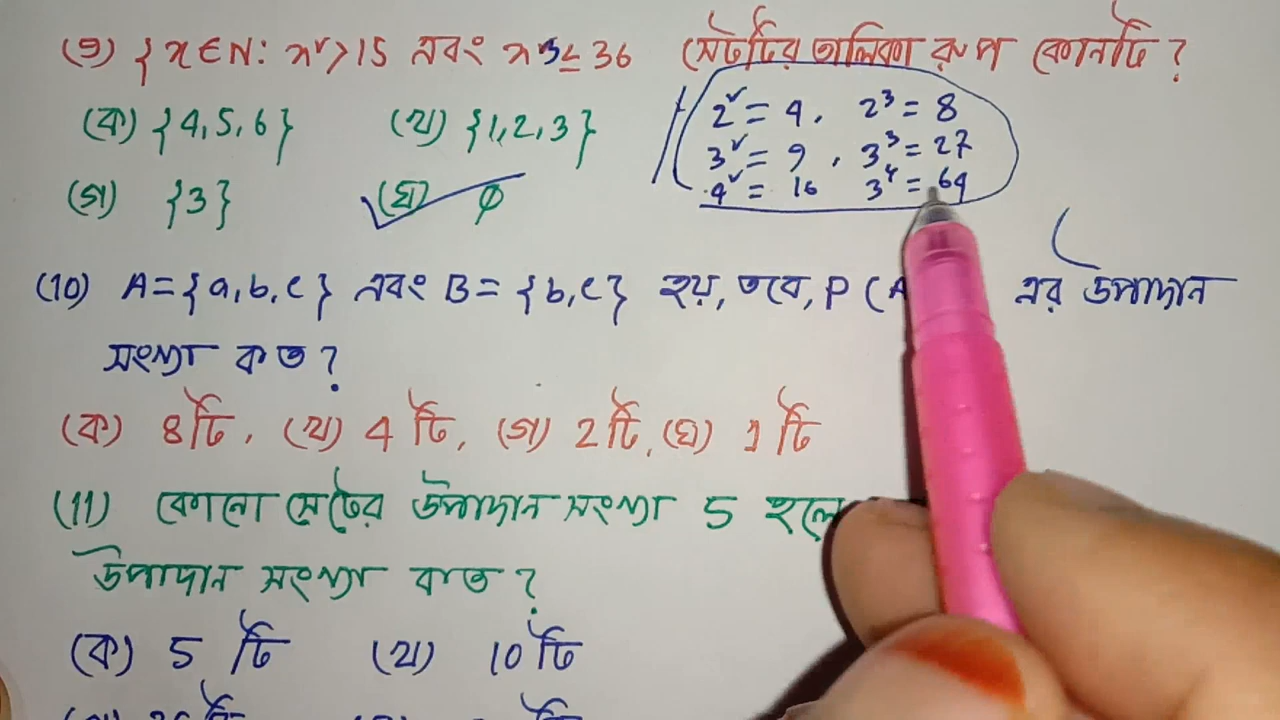 (৩) {x∈N: x²>15 এবং x³≤36 সেটটির তালিকা রুপ কোনটি?
(ক) {4,5,6} (খ) {1,2,3}
(গ) {3} (ঘ) φ
2² = 4, 2³ = 8
3² = 9, 3³ = 27
4² = 16 3⁴ = 64
(10) A={a,b,c} এবং B={b,c} হয়, তবে, P(A এর উপাদান
সংখ্যা কত?
(ক) 8টি, (খ) 4 টি, (গ) 2টি, (ঘ) 1 টি
(11) কোনো সেটের উপাদান সংখ্যা 5 হলে
উপাদান সংখ্যা কত?
(ক) 5 টি (খ) 10টি